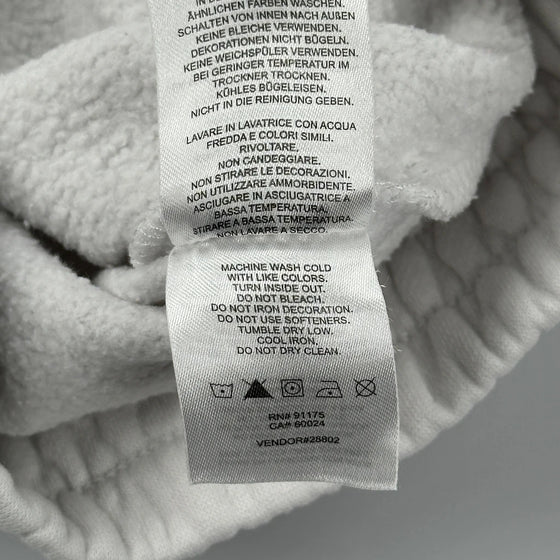 ÄHNLICHEN FARBEN WASCHEN.
SCHALTEN VON INNEN NACH AUßEN
KEINE BLEICHE VERWENDEN.
DEKORATIONEN NICHT BÜGELN.
KEINE WEICHSPÜLER VERWENDEN.
BEI GERINGER TEMPERATUR IM
TROCKNER TROCKNEN.
KÜHLES BÜGELEISEN.
NICHT IN DIE REINIGUNG GEBEN.
LAVARE IN LAVATRICE CON ACQUA
FREDDA E COLORI SIMILI.
RIVOLTARE.
NON CANDEGGIARE.
NON STIRARE LE DECORAZIONI.
NON UTILIZZARE AMMORBIDENTE.
ASCIUGARE IN ASCIUGATRICE A
BASSA TEMPERATURA.
STIRARE A BASSA TEMPERATURA.
NON LAVARE A SECCO.
MACHINE WASH COLD
WITH LIKE COLORS.
TURN INSIDE OUT.
DO NOT BLEACH.
DO NOT IRON DECORATION.
DO NOT USE SOFTENERS.
TUMBLE DRY LOW.
COOL IRON.
DO NOT DRY CLEAN.
RN# 91175
CA# 60024
VENDOR#28802